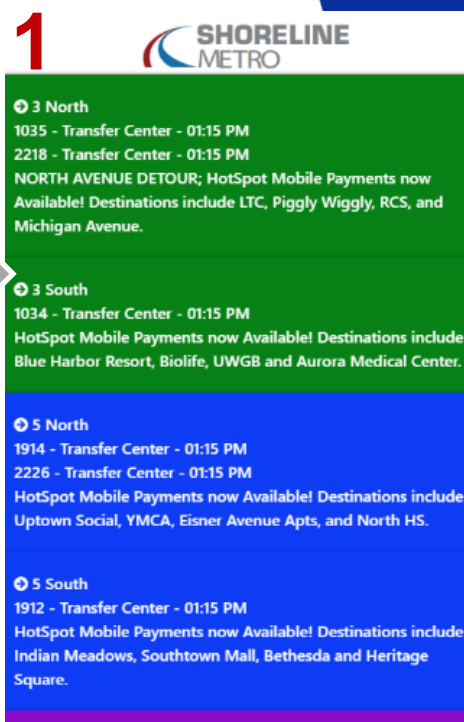 1
SHORELINE
METRO
3 North
1035 - Transfer Center - 01:15 PM
2218 - Transfer Center - 01:15 PM
NORTH AVENUE DETOUR; HotSpot Mobile Payments now
Available! Destinations include LTC, Piggly Wiggly, RCS, and
Michigan Avenue.
3 South
1034 - Transfer Center - 01:15 PM
HotSpot Mobile Payments now Available! Destinations include
Blue Harbor Resort, Biolife, UWGB and Aurora Medical Center.
5 North
1914 - Transfer Center - 01:15 PM
2226 - Transfer Center - 01:15 PM
HotSpot Mobile Payments now Available! Destinations include
Uptown Social, YMCA, Eisner Avenue Apts, and North HS.
5 South
1912 - Transfer Center - 01:15 PM
HotSpot Mobile Payments now Available! Destinations include
Indian Meadows, Southtown Mall, Bethesda and Heritage
Square.